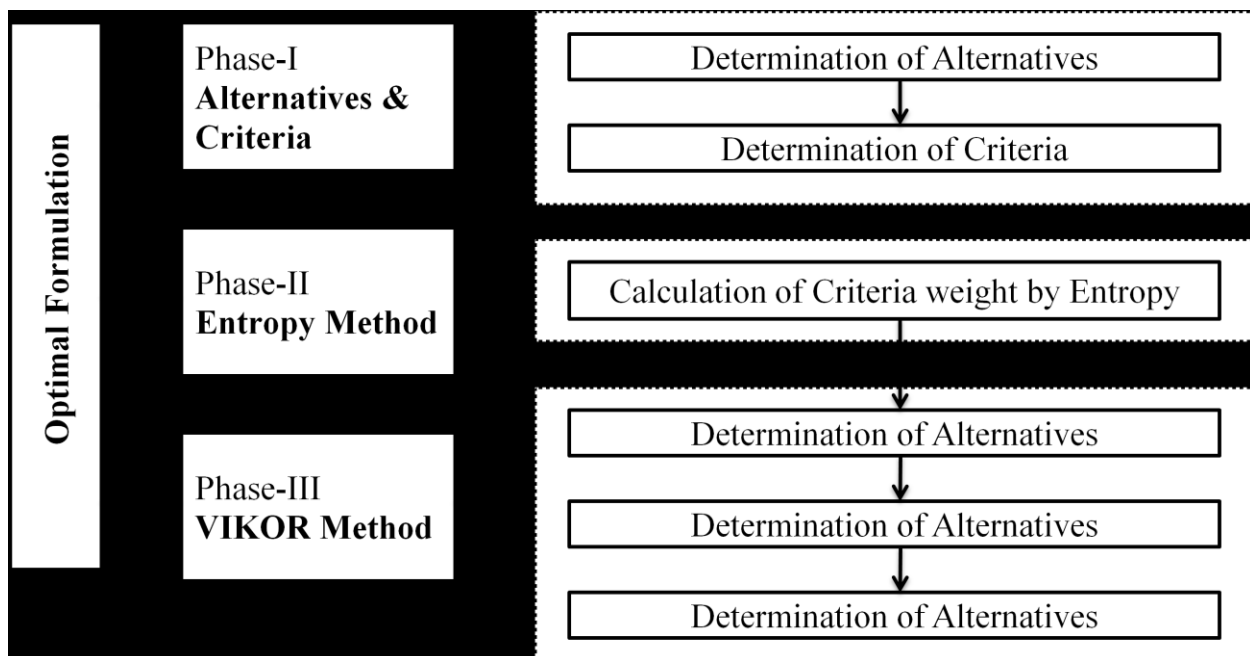 Optimal Formulation
Phase-I
Alternatives &
Criteria
Determination of Alternatives
Determination of Criteria
Phase-II
Entropy Method
Calculation of Criteria weight by Entropy
Phase-III
VIKOR Method
Determination of Alternatives
Determination of Alternatives
Determination of Alternatives